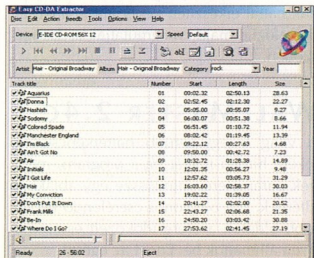 Easy CD-DA Extractor
Disc Edit Action freedb Tools Options View Help
Device E-IDE CD-ROM 56X 12 Speed Default
Artist Hair - Original Broadway Album Hair - Original Broadway Category rock Year
Track title Number Start Length Size
Aquarius 01 00:02.32 02:50.13 28.63
Donna 02 02:52.45 02:12.30 22.27
Hashish 03 05:05.00 00:55.07 9.27
Sodomy 04 06:00.07 00:51.38 8.66
Colored Spade 05 06:51.45 01:10.72 11.94
Manchester England 06 08:02.42 01:19.45 13.39
I'm Black 07 09:22.12 00:27.63 4.68
Ain't Got No 08 09:50.00 00:42.72 7.23
Air 09 10:32.72 01:28.38 14.89
Initials 10 12:01.35 00:56.27 9.48
I Got Life 11 12:57.62 03:05.73 31.29
Hair 12 16:03.60 02:58.37 30.03
My Conviction 13 19:02.22 01:39.05 16.67
Don't Put It Down 14 20:41.27 02:02.00 20.52
Frank Mills 15 22:43.27 02:06.68 21.35
Be-In 16 24:50.20 03:03.42 30.88
Where Do I Go? 17 27:53.62 02:41.45 27.19
Ready 26 - 56:02 Eject